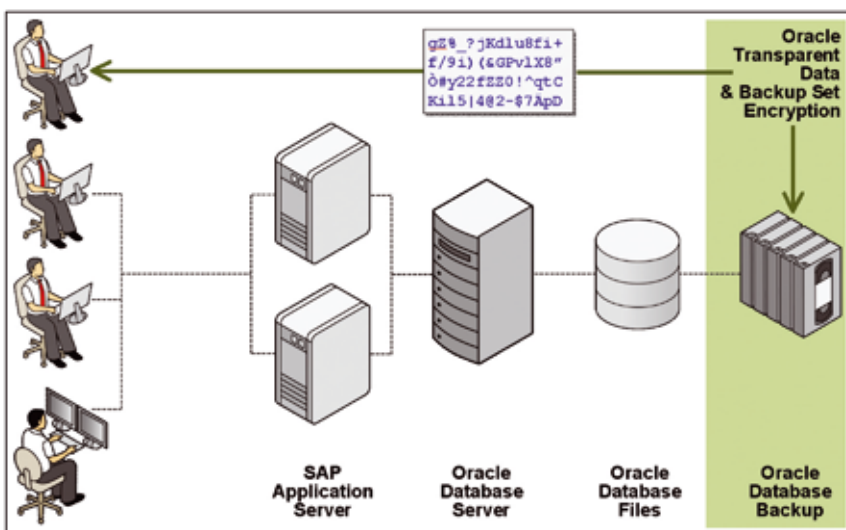 gZ%_?jKdlu8fi+
f/9i)(&GPvlX8"
Ò#y22fZZ0!^qtC
Kil5|4@2-$7ApD
Oracle
Transparent
Data
& Backup Set
Encryption
SAP
Application
Server
Oracle
Database
Server
Oracle
Database
Files
Oracle
Database
Backup